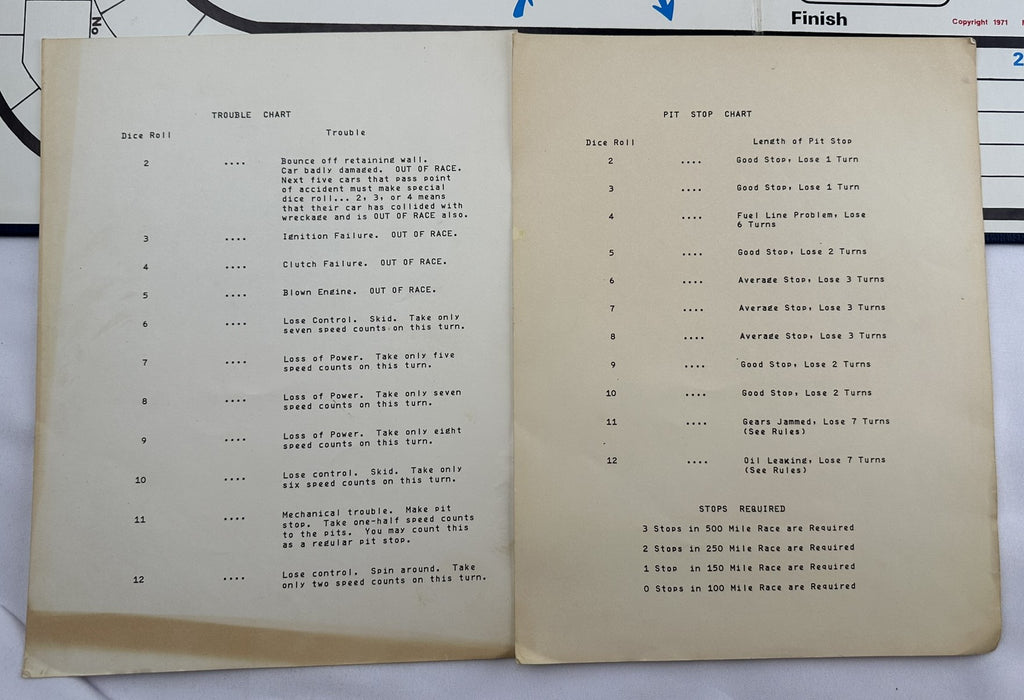 No
Finish
Copyright 1971
2
TROUBLE CHART
Dice Roll Trouble
2 .... Bounce off retaining wall.
Car badly damaged. OUT OF RACE.
Next five cars that pass point
of accident must make special
dice roll... 2, 3, or 4 means
that their car has collided with
wreckage and is OUT OF RACE also.
3 .... Ignition Failure. OUT OF RACE.
4 .... Clutch Failure. OUT OF RACE.
5 .... Blown Engine. OUT OF RACE.
6 .... Lose Control. Skid. Take only
seven speed counts on this turn.
7 .... Loss of Power. Take only five
speed counts on this turn.
8 .... Loss of Power. Take only seven
speed counts on this turn.
9 .... Loss of Power. Take only eight
speed counts on this turn.
10 .... Lose control. Skid. Take only
six speed counts on this turn.
11 .... Mechanical trouble. Make pit
stop. Take one-half speed counts
to the pits. You may count this
as a regular pit stop.
12 .... Lose control. Spin around. Take
only two speed counts on this turn.
PIT STOP CHART
Dice Roll Length of Pit Stop
2 .... Good Stop, Lose 1 Turn
3 .... Good Stop, Lose 1 Turn
4 .... Fuel Line Problem, Lose
6 Turns
5 .... Good Stop, Lose 2 Turns
6 .... Average Stop, Lose 3 Turns
7 .... Average Stop, Lose 3 Turns
8 .... Average Stop, Lose 3 Turns
9 .... Good Stop, Lose 2 Turns
10 .... Good Stop, Lose 2 Turns
11 .... Gears Jammed, Lose 7 Turns
(See Rules)
12 .... Oil Leaking, Lose 7 Turns
(See Rules)
STOPS REQUIRED
3 Stops in 500 Mile Race are Required
2 Stops in 250 Mile Race are Required
1 Stop in 150 Mile Race are Required
0 Stops in 100 Mile Race are Required